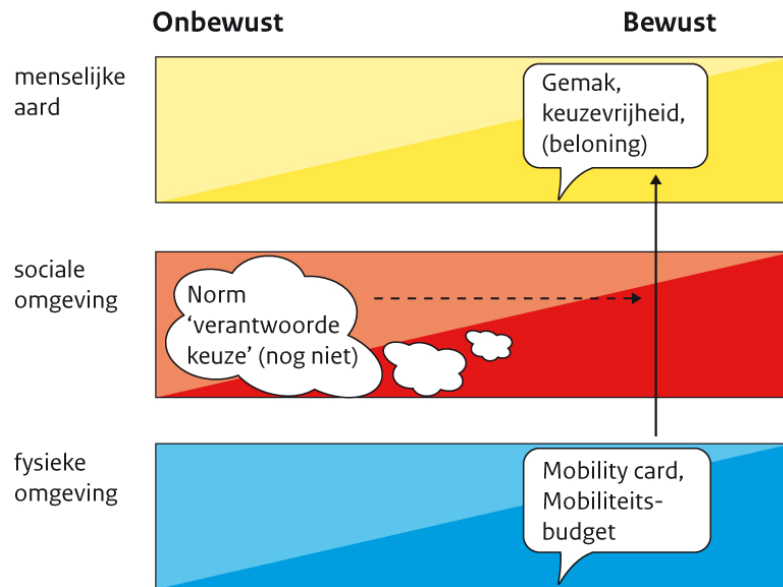 Onbewust Bewust
menselijke
aard
Gemak,
keuzevrijheid,
(beloning)
sociale
omgeving
Norm
‘verantwoorde
keuze’ (nog niet)
fysieke
omgeving
Mobility card,
Mobiliteits-
budget